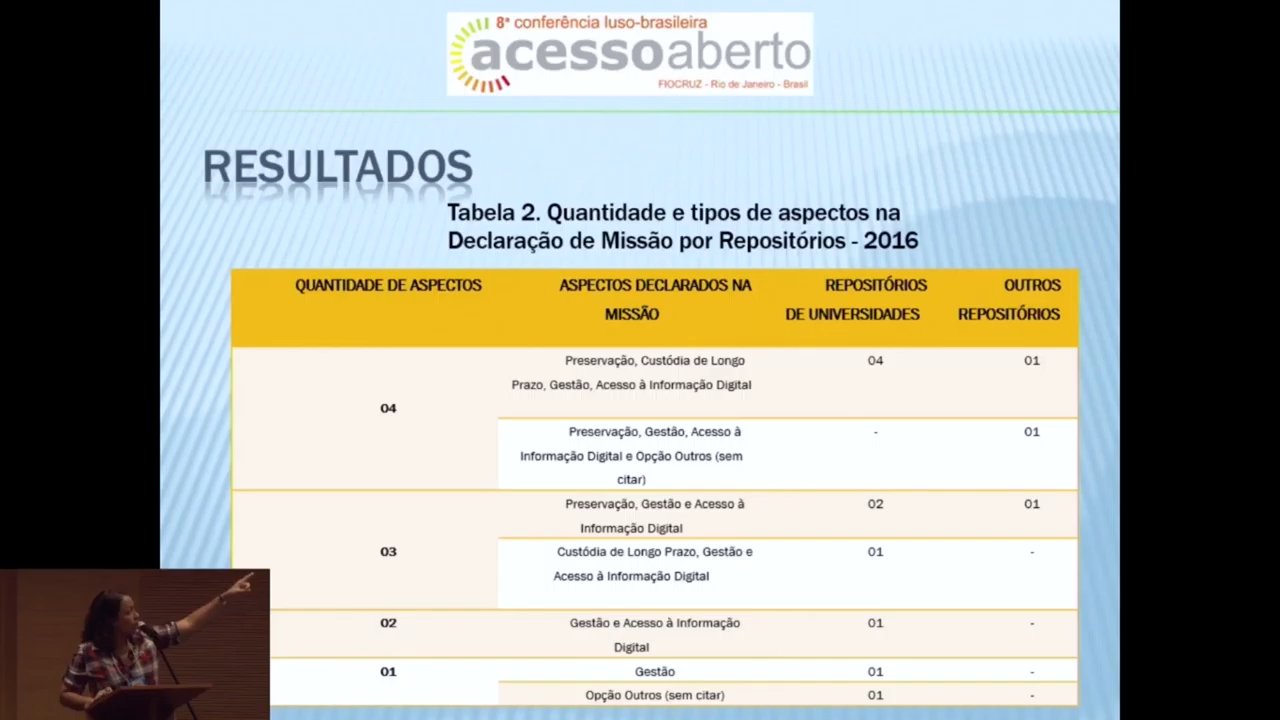 8ª conferência luso-brasileira
acessoaberto
FIOCRUZ - Rio de Janeiro - Brasil
RESULTADOS
Tabela 2. Quantidade e tipos de aspectos na
Declaração de Missão por Repositórios - 2016
QUANTIDADE DE ASPECTOS
ASPECTOS DECLARADOS NA
MISSÃO
REPOSITÓRIOS
DE UNIVERSIDADES
OUTROS
REPOSITÓRIOS
04
Preservação, Custódia de Longo
Prazo, Gestão, Acesso à Informação Digital
04
01
Preservação, Gestão, Acesso à
Informação Digital e Opção Outros (sem
citar)
-
01
03
Preservação, Gestão e Acesso à
Informação Digital
02
01
Custódia de Longo Prazo, Gestão e
Acesso à Informação Digital
01
-
02
Gestão e Acesso à Informação
Digital
01
-
01
Gestão
01
-
Opção Outros (sem citar)
01
-